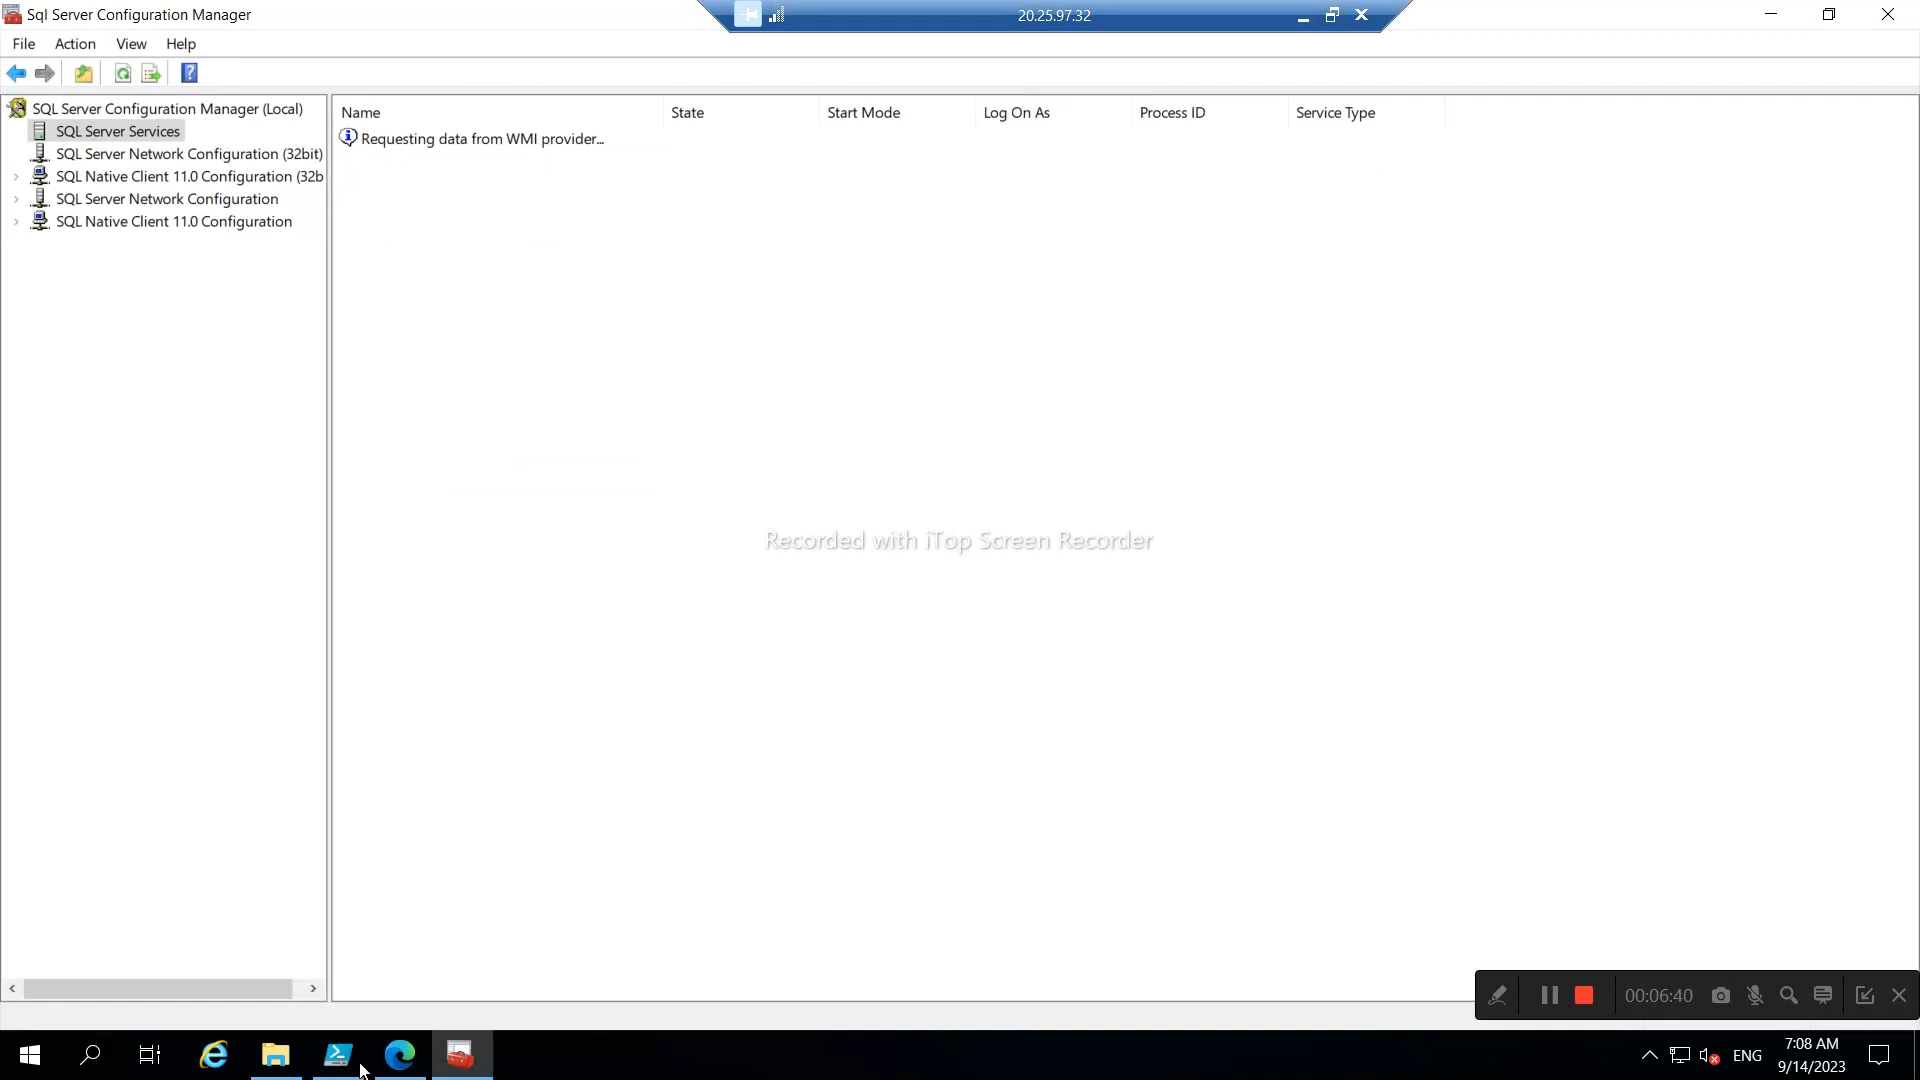 Sql Server Configuration Manager
20.25.97.32
File Action View Help
SQL Server Configuration Manager (Local)
SQL Server Services
SQL Server Network Configuration (32bit)
SQL Native Client 11.0 Configuration (32b
SQL Server Network Configuration
SQL Native Client 11.0 Configuration
Name State Start Mode Log On As Process ID Service Type
Requesting data from WMI provider...
Recorded with iTop Screen Recorder
00:06:40
ENG
7:08 AM
9/14/2023